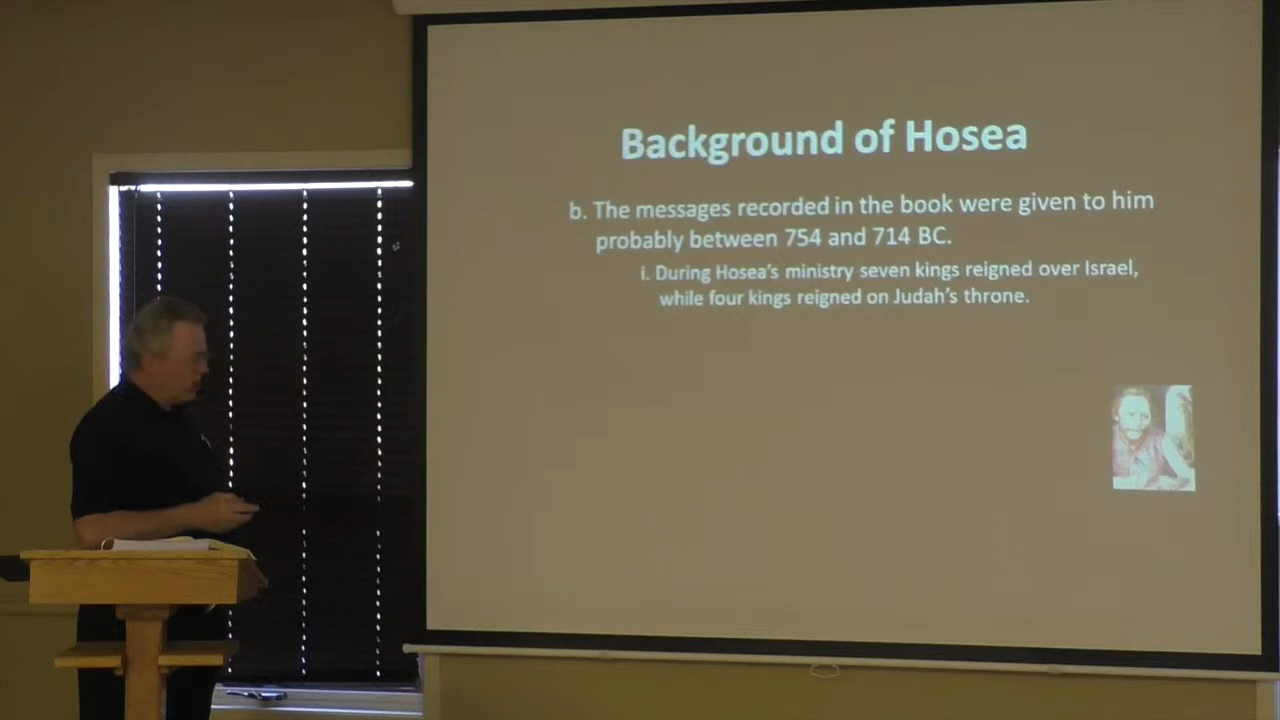 Background of Hosea
b. The messages recorded in the book were given to him
probably between 754 and 714 BC.
i. During Hosea's ministry seven kings reigned over Israel,
while four kings reigned on Judah's throne.